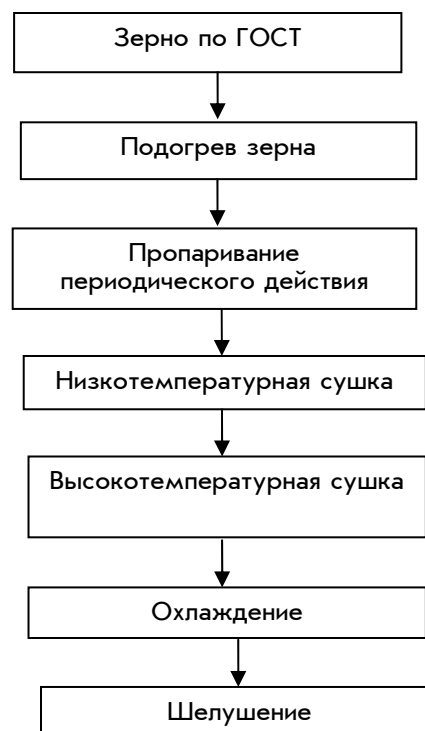 Зерно по ГОСТ
Подогрев зерна
Пропаривание
периодического действия
Низкотемпературная сушка
Высокотемпературная сушка
Охлаждение
Шелушение